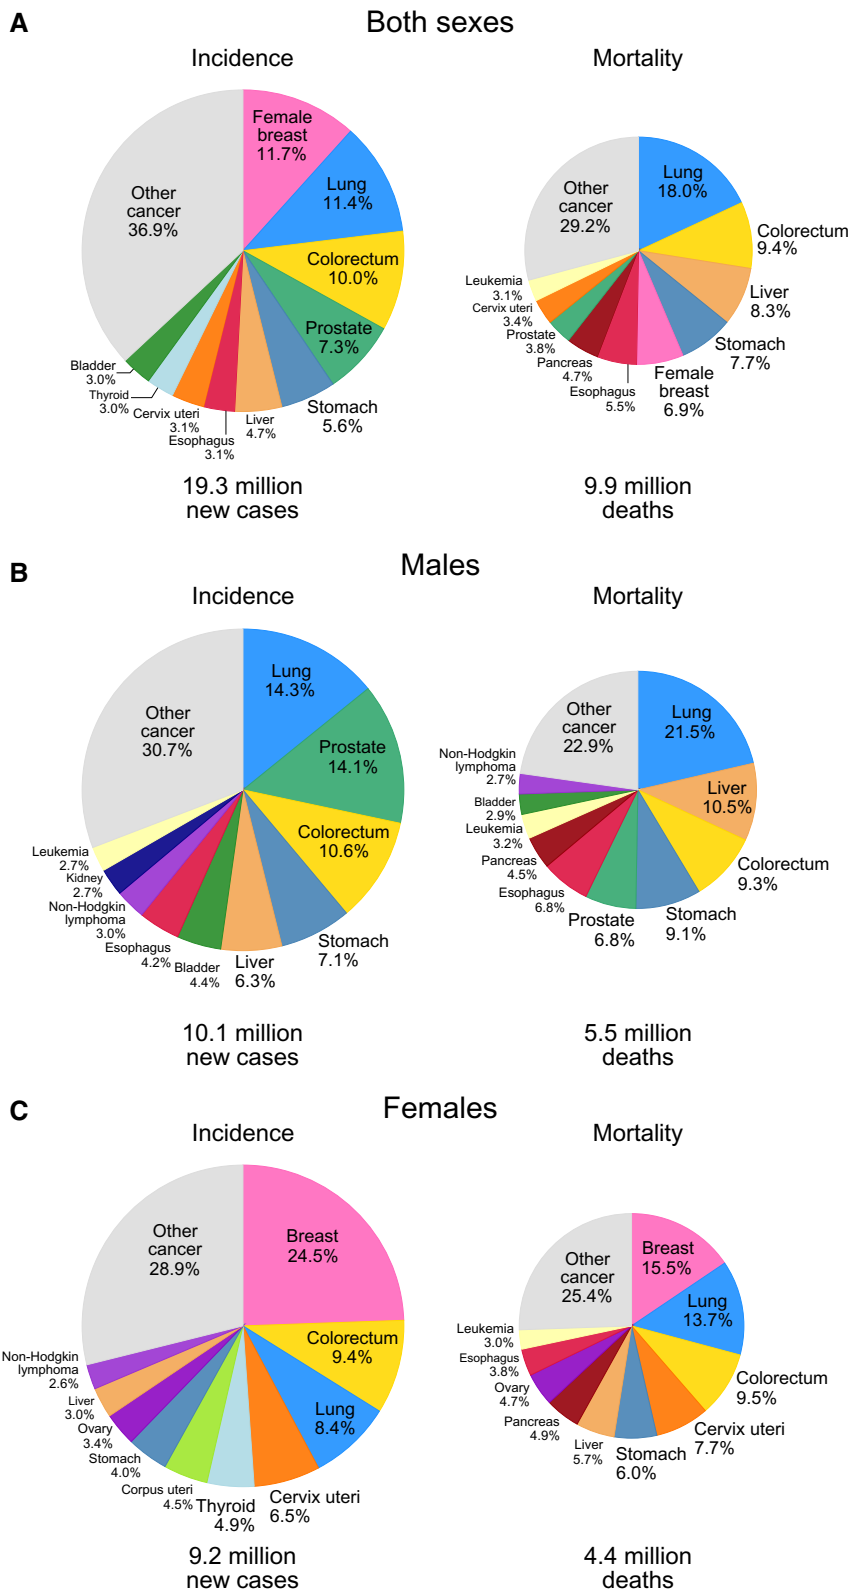 A
Both sexes
Incidence
Female
breast
11.7%
Lung
11.4%
Colorectum
10.0%
Prostate
7.3%
Stomach
5.6%
Liver
4.7%
Esophagus
3.1%
Cervix uteri
3.1%
Thyroid
3.0%
Bladder
3.0%
Other
cancer
36.9%
19.3 million
new cases
Mortality
Lung
18.0%
Colorectum
9.4%
Liver
8.3%
Stomach
7.7%
Female
breast
6.9%
Esophagus
5.5%
Pancreas
4.7%
Prostate
3.8%
Cervix uteri
3.4%
Leukemia
3.1%
Other
cancer
29.2%
9.9 million
deaths
B
Males
Incidence
Lung
14.3%
Prostate
14.1%
Colorectum
10.6%
Stomach
7.1%
Liver
6.3%
Bladder
4.4%
Esophagus
4.2%
Non-Hodgkin
lymphoma
3.0%
Kidney
2.7%
Leukemia
2.7%
Other
cancer
30.7%
10.1 million
new cases
Mortality
Lung
21.5%
Liver
10.5%
Colorectum
9.3%
Stomach
9.1%
Prostate
6.8%
Esophagus
6.8%
Pancreas
4.5%
Leukemia
3.2%
Bladder
2.9%
Non-Hodgkin
lymphoma
2.7%
Other
cancer
22.9%
5.5 million
deaths
C
Females
Incidence
Breast
24.5%
Colorectum
9.4%
Lung
8.4%
Cervix uteri
6.5%
Thyroid
4.9%
Corpus uteri
4.5%
Stomach
4.0%
Ovary
3.4%
Liver
3.0%
Non-Hodgkin
lymphoma
2.6%
Other
cancer
28.9%
9.2 million
new cases
Mortality
Breast
15.5%
Lung
13.7%
Colorectum
9.5%
Cervix uteri
7.7%
Stomach
6.0%
Liver
5.7%
Pancreas
4.9%
Ovary
4.7%
Esophagus
3.8%
Leukemia
3.0%
Other
cancer
25.4%
4.4 million
deaths